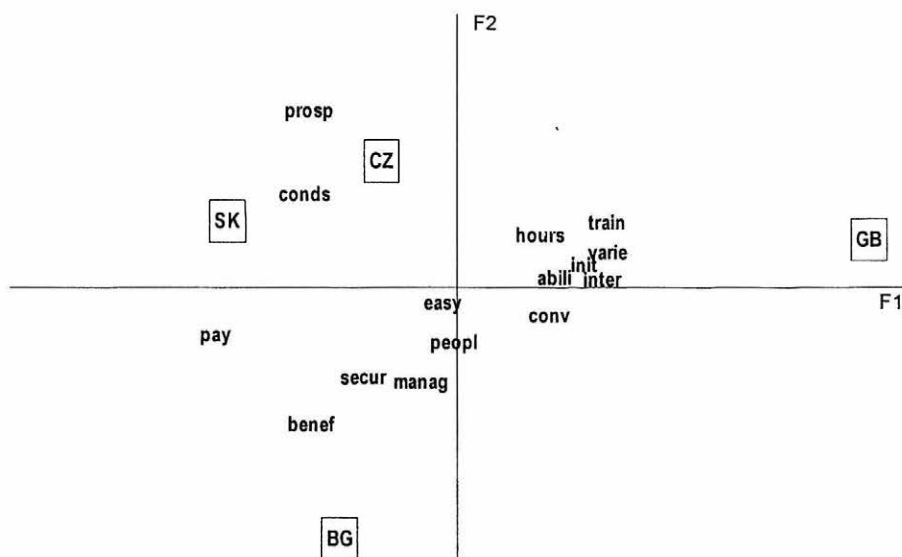 F2
prosp
CZ
conds
SK
train
hours
GB
varie
init
abili
inter
easy
F1
conv
pay
peopl
secur
manag
benef
BG